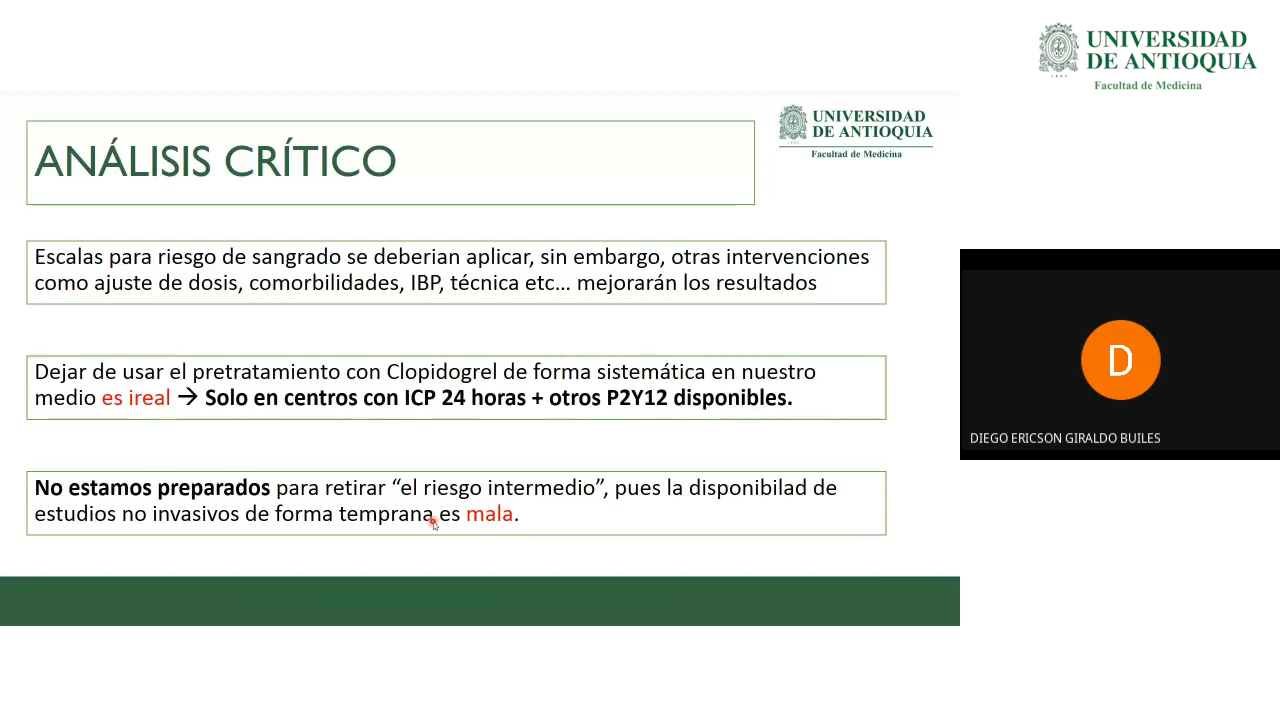 UNIVERSIDAD
DE ANTIOQUIA
Facultad de Medicina
UNIVERSIDAD
DE ANTIOQUIA
Facultad de Medicina
ANÁLISIS CRÍTICO
Escalas para riesgo de sangrado se deberian aplicar, sin embargo, otras intervenciones
como ajuste de dosis, comorbilidades, IBP, técnica etc... mejorarán los resultados
Dejar de usar el pretratamiento con Clopidogrel de forma sistemática en nuestro
medio es ireal → Solo en centros con ICP 24 horas + otros P2Y12 disponibles.
No estamos preparados para retirar “el riesgo intermedio”, pues la disponibilad de
estudios no invasivos de forma temprana es mala.
D
DIEGO ERICSON GIRALDO BUILES